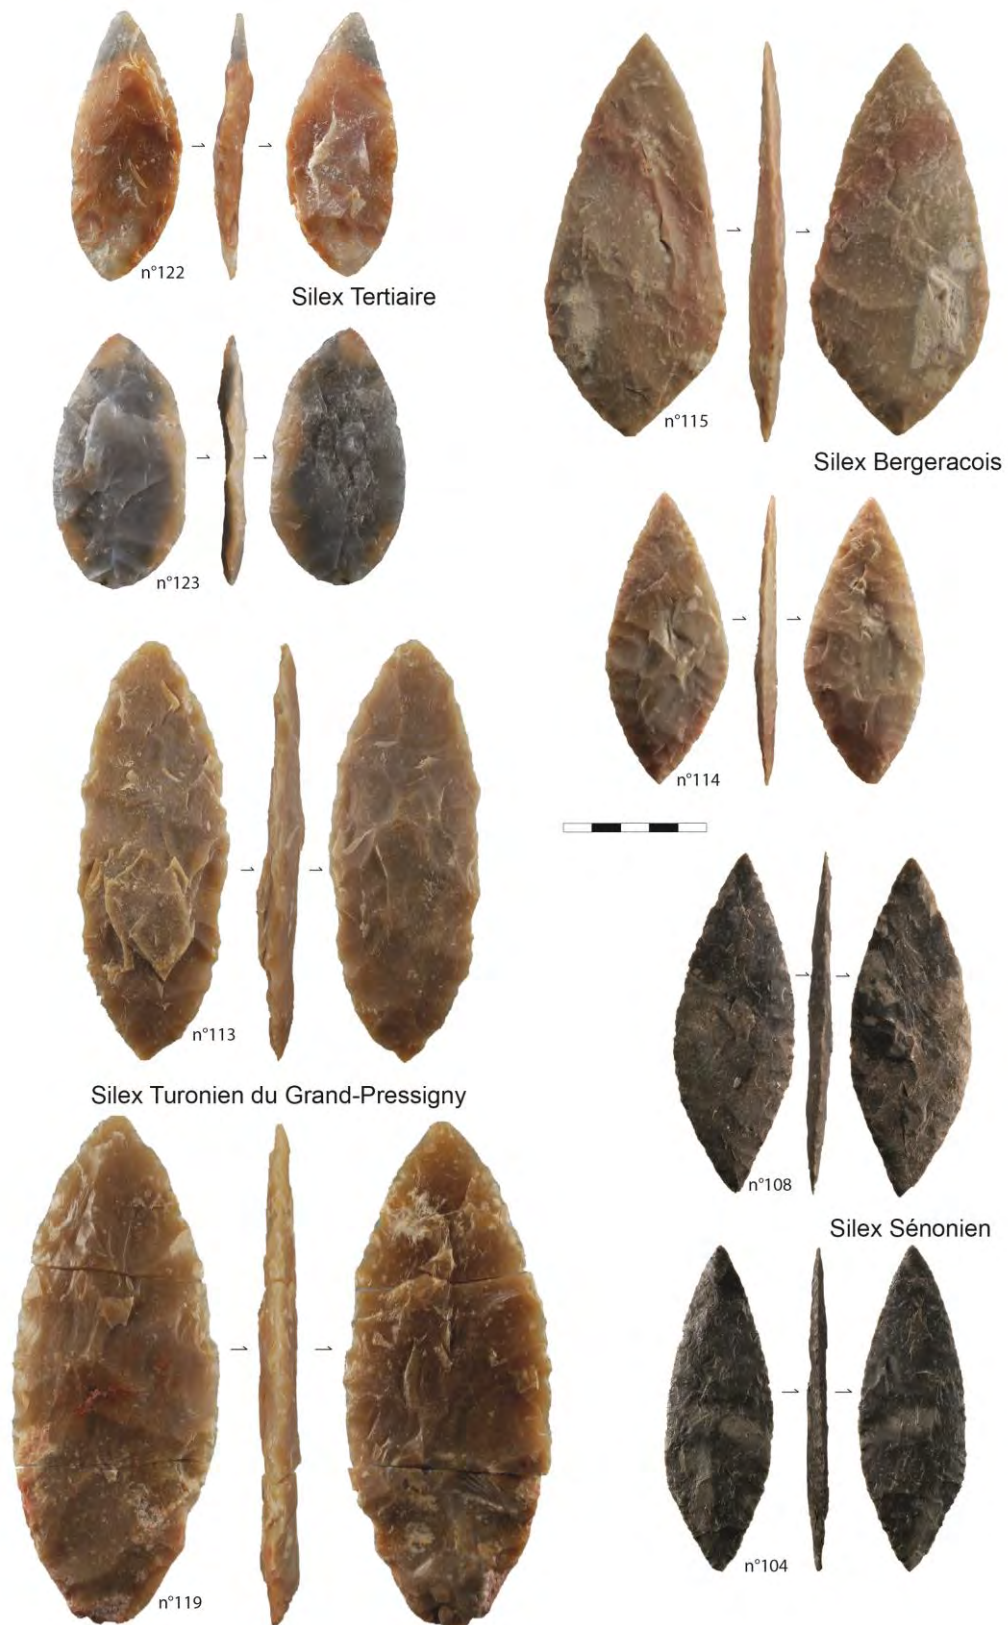 n°122
Silex Tertiaire
n°123
n°115
Silex Bergeracois
n°114
n°113
Silex Turonien du Grand-Pressigny
n°119
n°108
Silex Sénonien
n°104